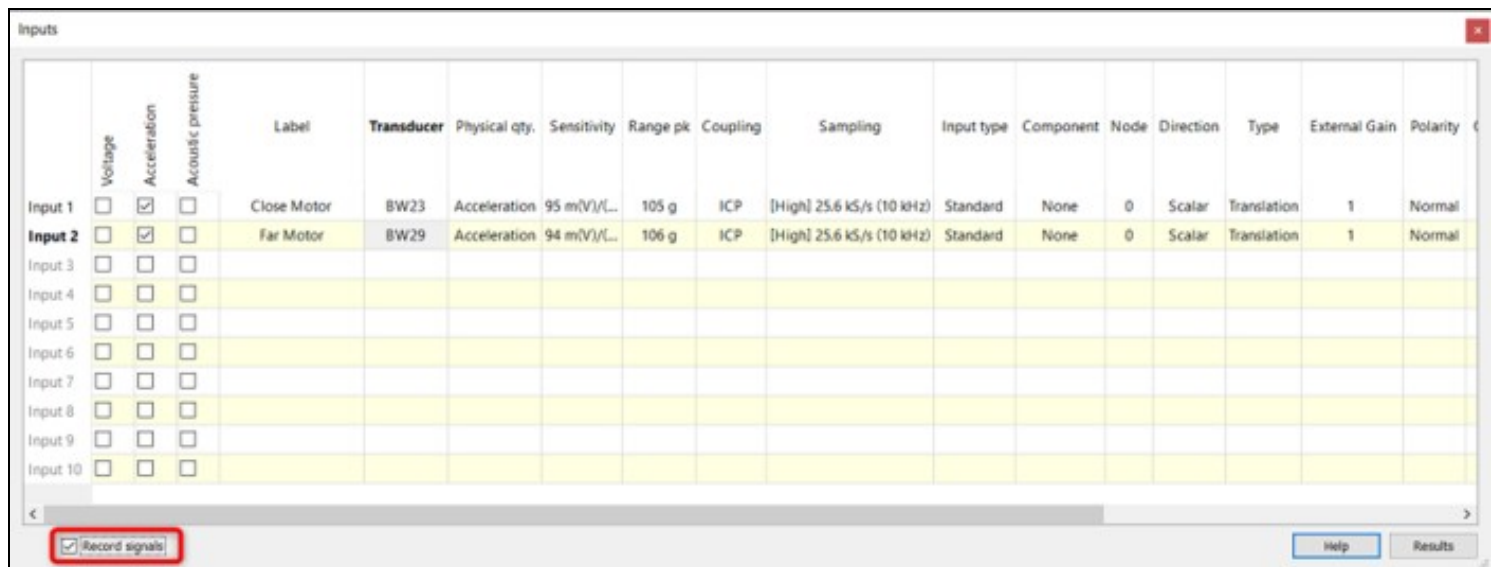 Inputs
Voltage Acceleration Acoustic pressure Label Transducer Physical qty. Sensitivity Range pk Coupling Sampling Input type Component Node Direction Type External Gain Polarity
Input 1 Close Motor BW23 Acceleration 95 m(V)/(... 105 g ICP [High] 25.6 kS/s (10 kHz) Standard None 0 Scalar Translation 1 Normal
Input 2 Far Motor BW29 Acceleration 94 m(V)/(... 106 g ICP [High] 25.6 kS/s (10 kHz) Standard None 0 Scalar Translation 1 Normal
Input 3
Input 4
Input 5
Input 6
Input 7
Input 8
Input 9
Input 10
Record signals Help Results